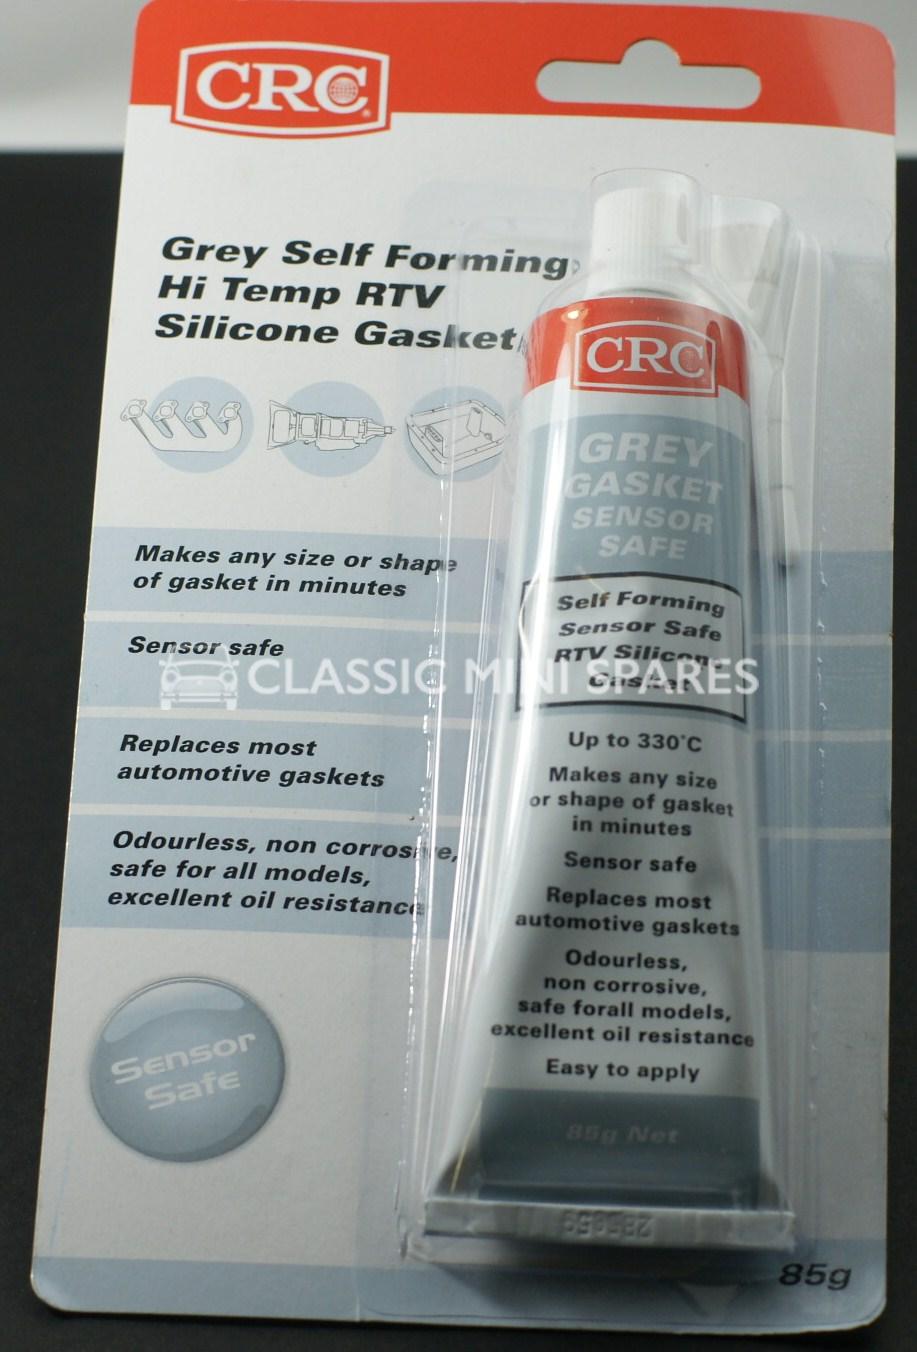 CRC
Grey Self Forming
Hi Temp RTV
Silicone Gasket
Makes any size or shape
of gasket in minutes
Sensor safe
Replaces most
automotive gaskets
Odourless, non corrosive,
safe for all models,
excellent oil resistance
Sensor
Safe
CRC
GREY
GASKET
SENSOR
SAFE
Self Forming
Sensor Safe
RTV Silicone
Gasket
Up to 330°C
Makes any size
or shape of gasket
in minutes
Sensor safe
Replaces most
automotive gaskets
Odourless,
non corrosive,
safe forall models,
excellent oil resistance
Easy to apply
85g Net
85g
CLASSIC MINI SPARES